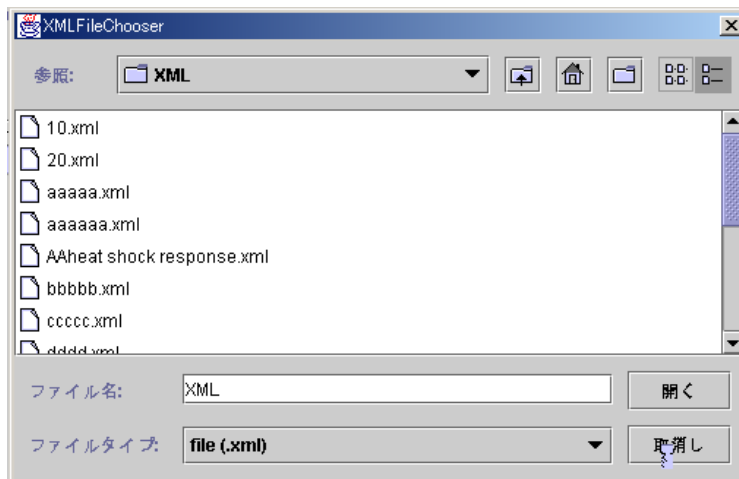 XMLFileChooser
参照: XML
10.xml
20.xml
aaaaa.xml
aaaaaa.xml
AAheat shock response.xml
bbbbb.xml
ccccc.xml
dddd.xml
ファイル名: XML 開く
ファイルタイプ: file (.xml) 取消し